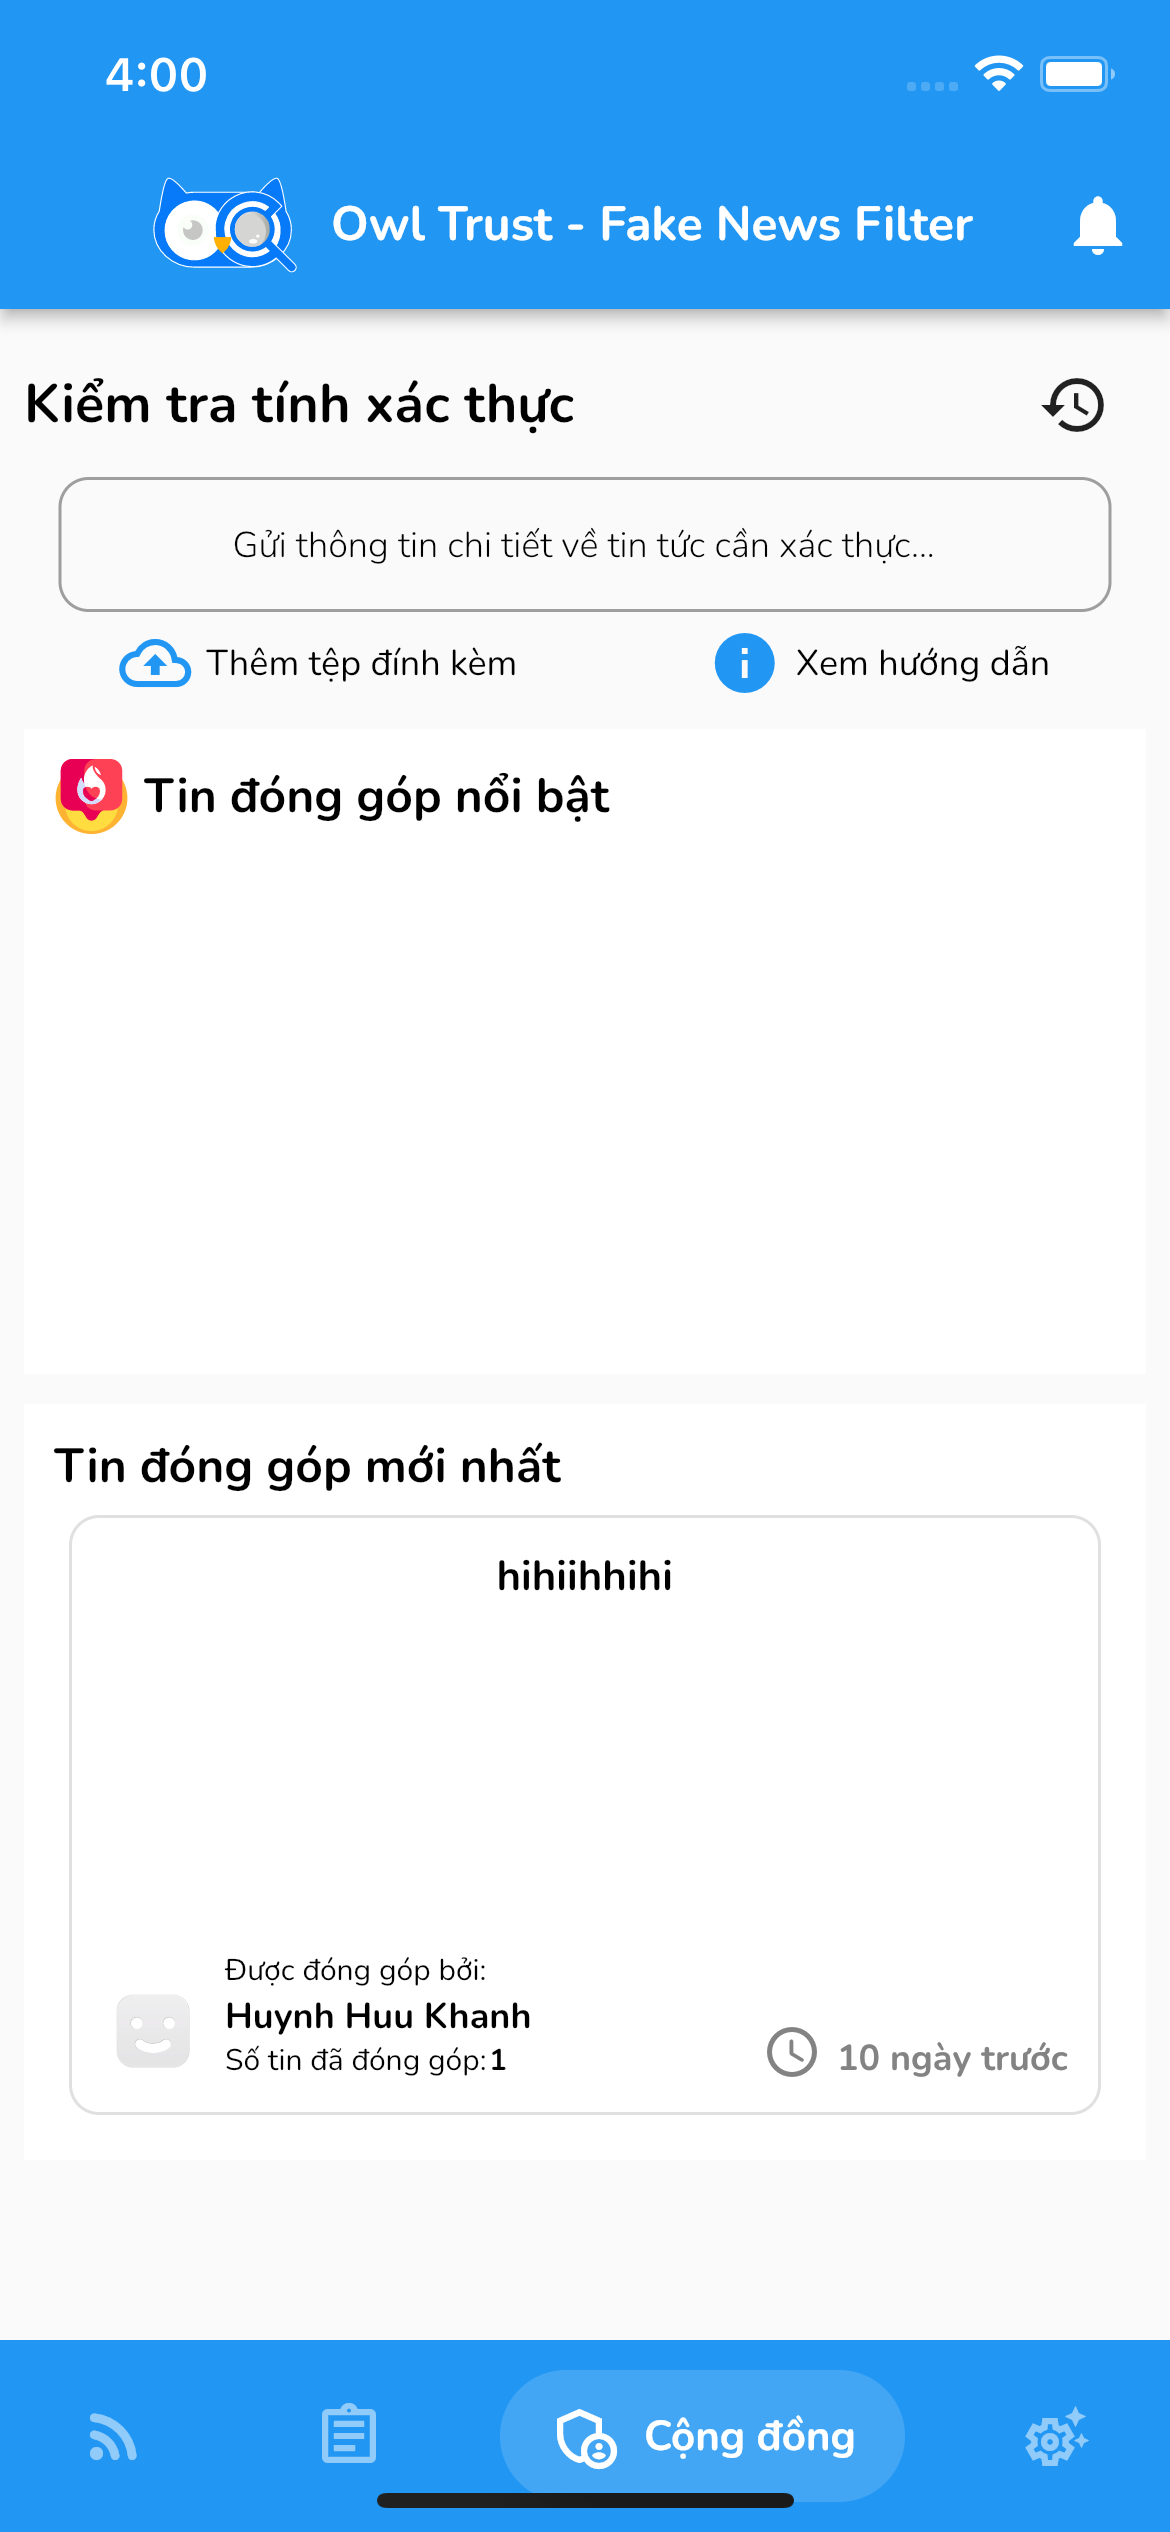 4:00
Owl Trust - Fake News Filter
Kiểm tra tính xác thực
Gửi thông tin chi tiết về tin tức cần xác thực...
Thêm tệp đính kèm
Xem hướng dẫn
Tin đóng góp nổi bật
Tin đóng góp mới nhất
hihiihhihi
Được đóng góp bởi:
Huynh Huu Khanh
Số tin đã đóng góp:1
10 ngày trước
Cộng đồng